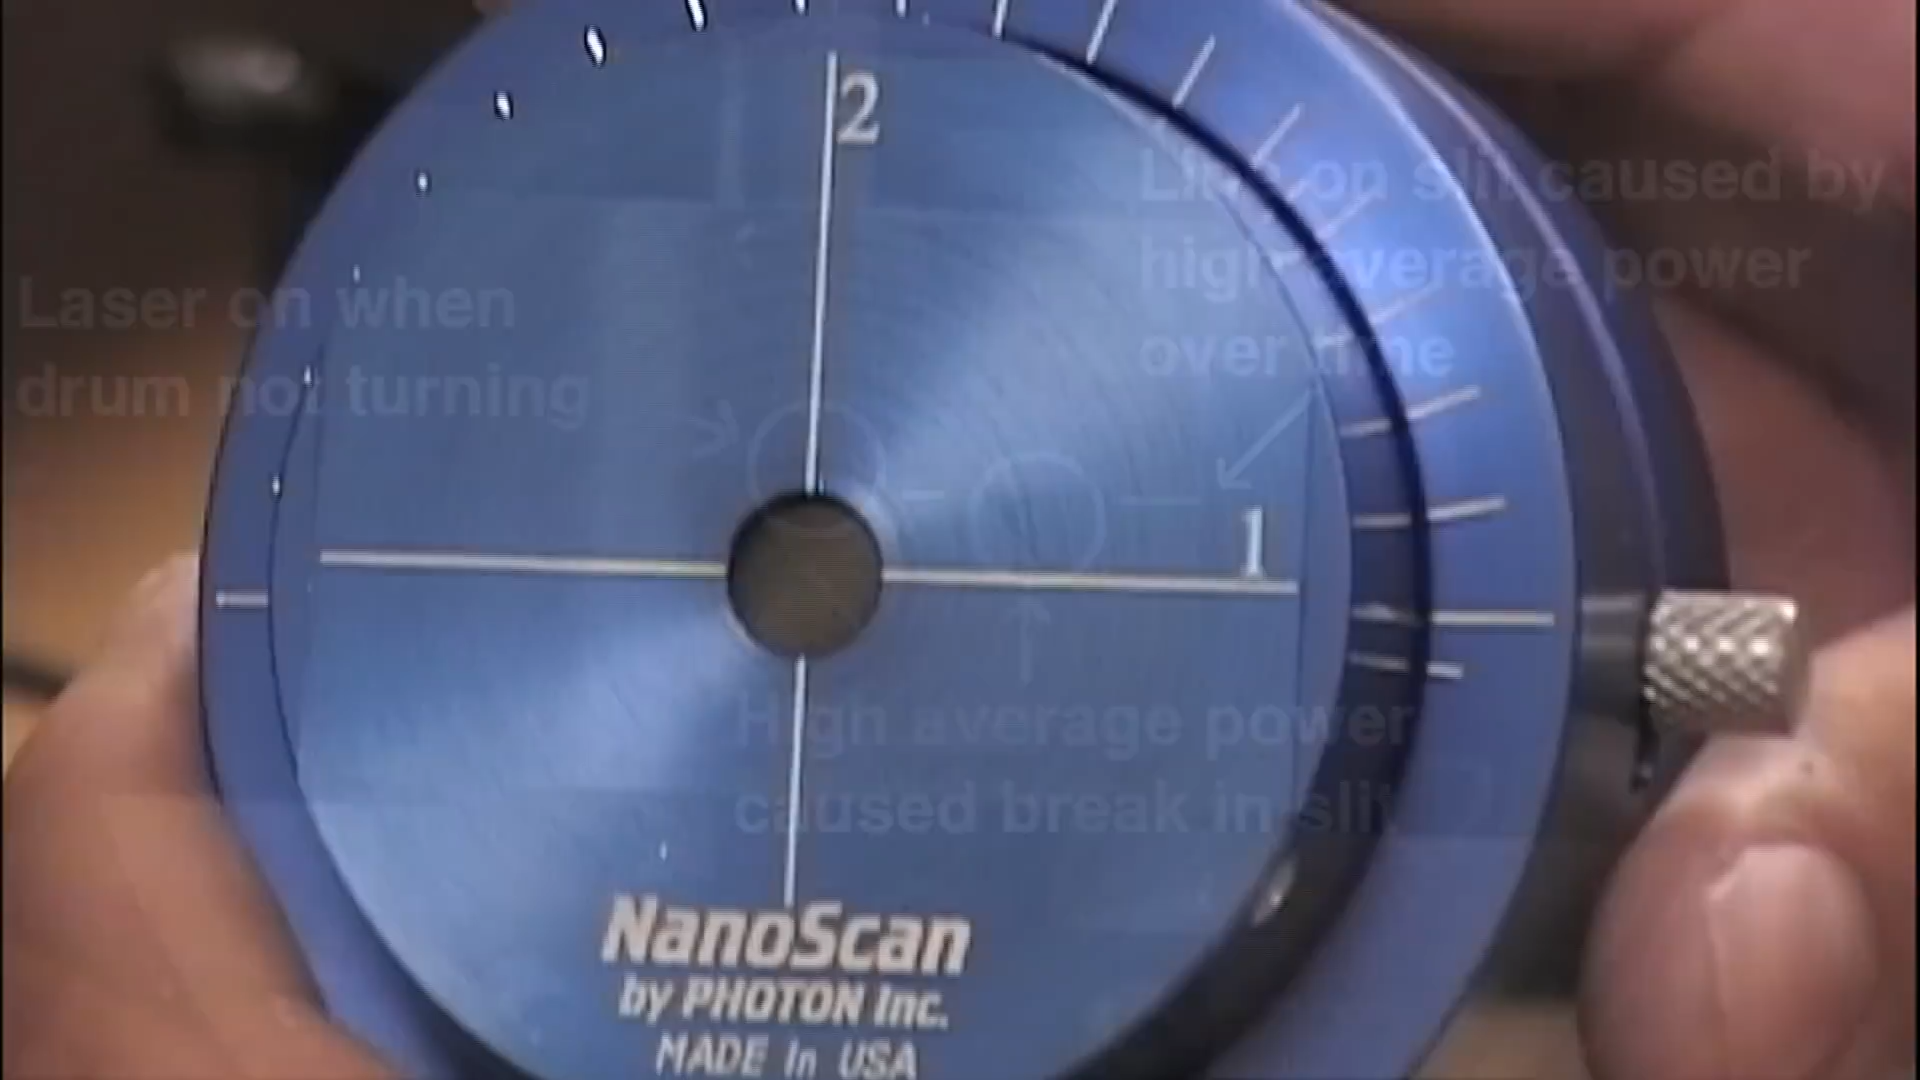 2
Line on slit caused by
high average power
over time
Laser on when
drum not turning
1
High average power
caused break in slit
NanoScan
by PHOTON Inc.
MADE in USA